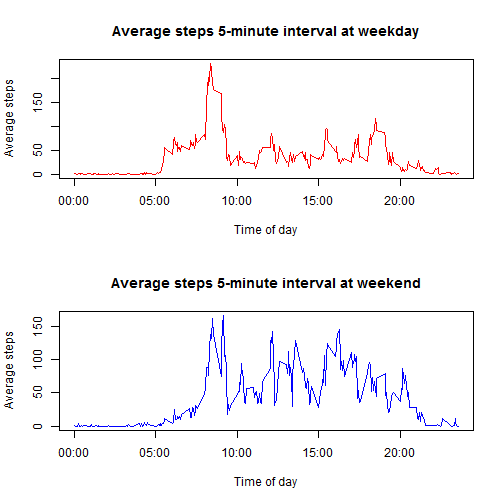 Average steps 5-minute interval at weekday
Average steps
0
50
150
00:00 05:00 10:00 15:00 20:00
Time of day
Average steps 5-minute interval at weekend
Average steps
0
50
100
150
00:00 05:00 10:00 15:00 20:00
Time of day